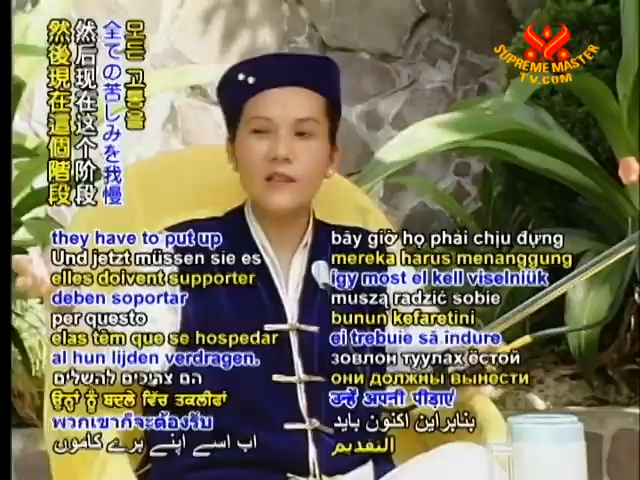 모든 고통을
全ての苦しみを我慢
然后现在这个阶段
然後現在這個階段
SUPREME MASTER
TV.COM
they have to put up
Und jetzt müssen sie es
elles doivent supporter
deben soportar
per questo
elas têm que se hospedar
al hun lijden verdragen.
הם צריכים להשלים
ਉਨ੍ਹਾਂ ਨੂੰ ਬਦਲੇ ਵਿੱਚ ਤਕਲੀਫਾਂ
พวกเขาก็จะต้องรับ
اب اسے اپنے برے کاموں
bây giờ họ phải chịu đựng
mereka harus menanggung
így most el kell viselniük
muszą radzić sobie
bunun kefaretini
ei trebuie să îndure
зовлон туулах ёстой
они должны вынести
उन्हें अपनी पीड़ाएं
بنابراین اکنون باید
التقديم